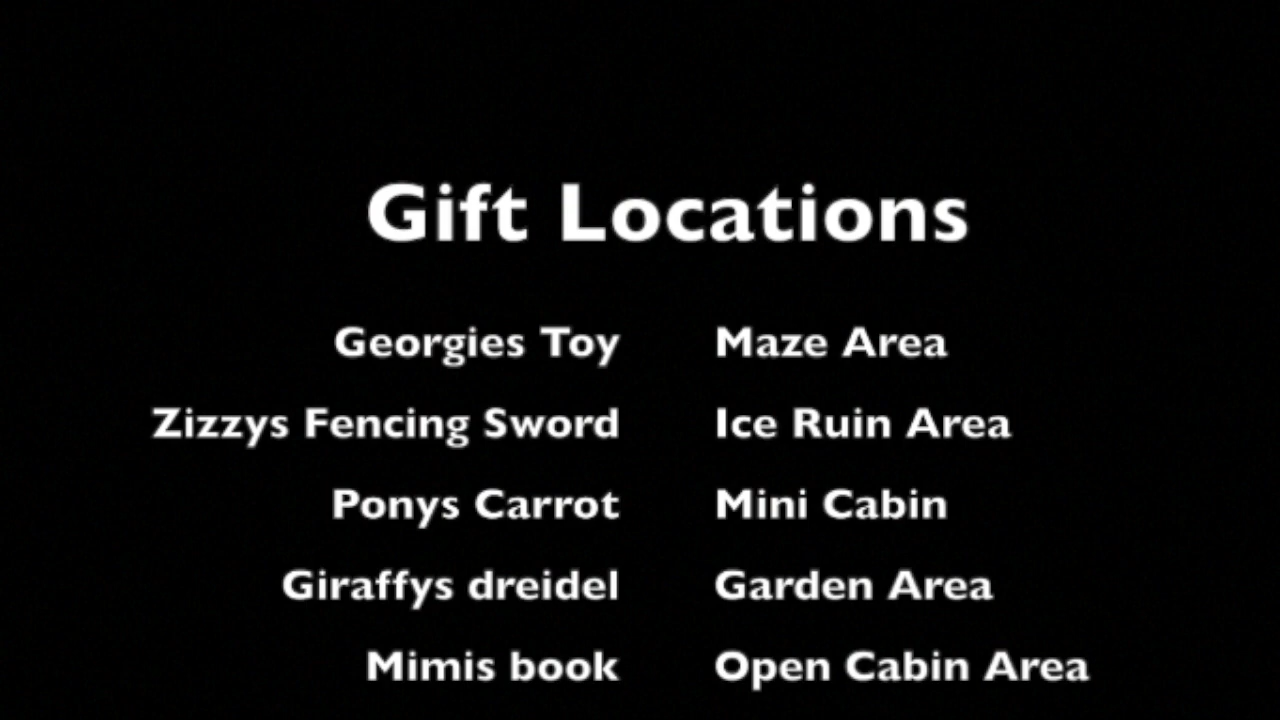 Gift Locations
Georgies Toy Maze Area
Zizzys Fencing Sword Ice Ruin Area
Ponys Carrot Mini Cabin
Giraffys dreidel Garden Area
Mimis book Open Cabin Area